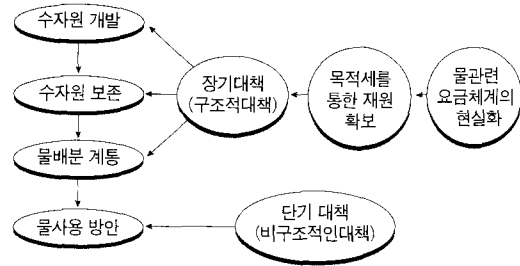 수자원 개발
수자원 보존
물배분 계통
물사용 방안
장기대책
(구조적대책)
목적세를
통한 재원
확보
물관련
요금체계의
현실화
단기 대책
(비구조적인대책)